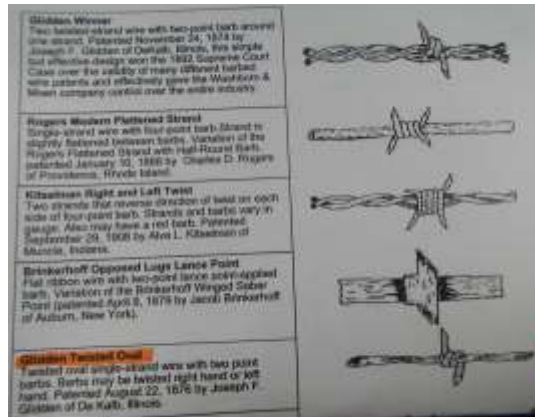 Glidden Winner
Two twisted-strand wire with two-point barb around
one strand. Patented November 24, 1874 by
Joseph F. Glidden of DeKalb, Illinois, this simple
but effective design won the 1892 Supreme Court
Case over the validity of many different barbed
wire patents and effectively gave the Washburn &
Moen company control over the entire industry.
Rogers Modern Flattened Strand
Single-strand wire with four-point barb. Strand is
slightly flattened between barbs. Variation of the
Rogers Flattened Strand with Half-Round Barb,
patented January 10, 1888 by Charles D. Rogers
of Providence, Rhode Island.
Kitselman Right and Left Twist
Two strands that reverse direction of twist on each
side of four-point barb. Strands and barbs vary in
gauge. Also may have a red barb. Patented
September 29, 1908 by Alva L. Kitselman of
Muncie, Indiana.
Brinkerhoff Opposed Lugs Lance Point
Flat ribbon wire with two-point lance point-applied
barb. Variation of the Brinkerhoff Winged Saber
Point (patented April 8, 1879 by Jacob Brinkerhoff
of Auburn, New York).
Glidden Twisted Oval
Twisted oval single-strand wire with two point
barbs. Barbs may be twisted right hand or left
hand. Patented August 22, 1876 by Joseph F.
Glidden of De Kalb, Illinois.